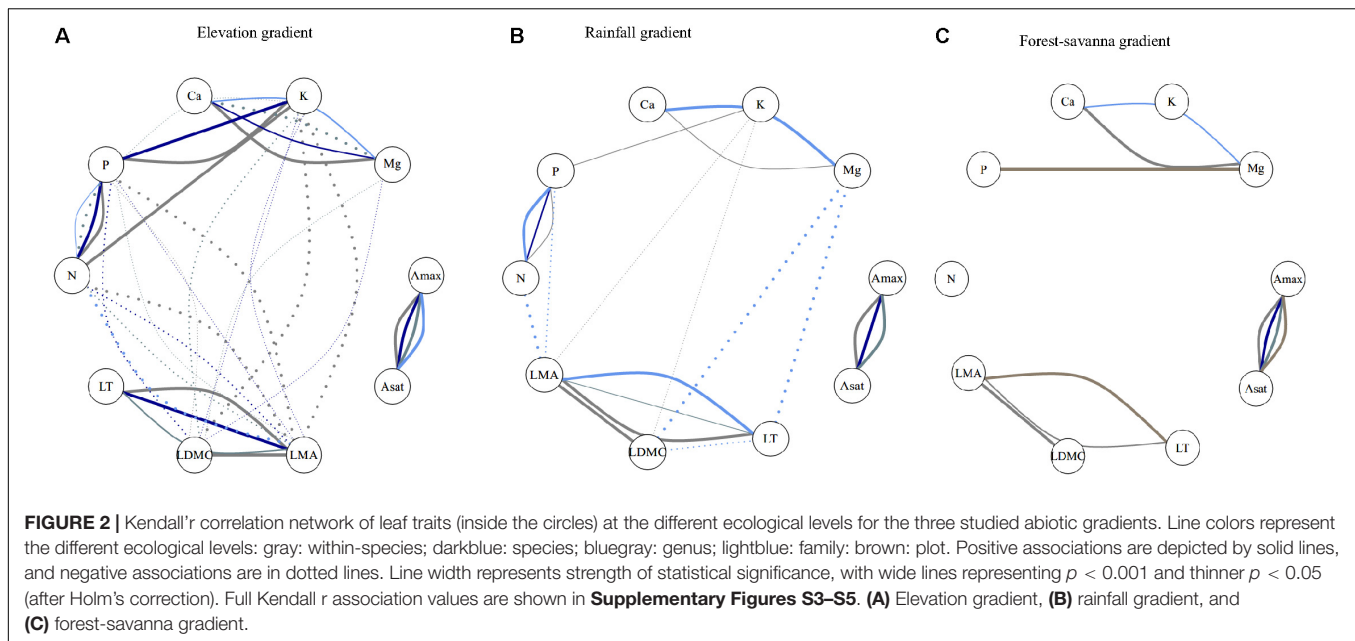 A
Elevation gradient
B
Rainfall gradient
C
Forest-savanna gradient
Ca
K
P
Mg
N
Amax
Asat
LT
LDMC
LMA
Ca
K
P
Mg
N
Amax
Asat
LMA
LDMC
LT
Ca
K
P
Mg
N
Amax
Asat
LMA
LDMC
LT
FIGURE 2 | Kendall'r correlation network of leaf traits (inside the circles) at the different ecological levels for the three studied abiotic gradients. Line colors represent
the different ecological levels: gray: within-species; darkblue: species; bluegray: genus; lightblue: family: brown: plot. Positive associations are depicted by solid lines,
and negative associations are in dotted lines. Line width represents strength of statistical significance, with wide lines representing p < 0.001 and thinner p < 0.05
(after Holm's correction). Full Kendall r association values are shown in Supplementary Figures S3–S5. (A) Elevation gradient, (B) rainfall gradient, and
(C) forest-savanna gradient.